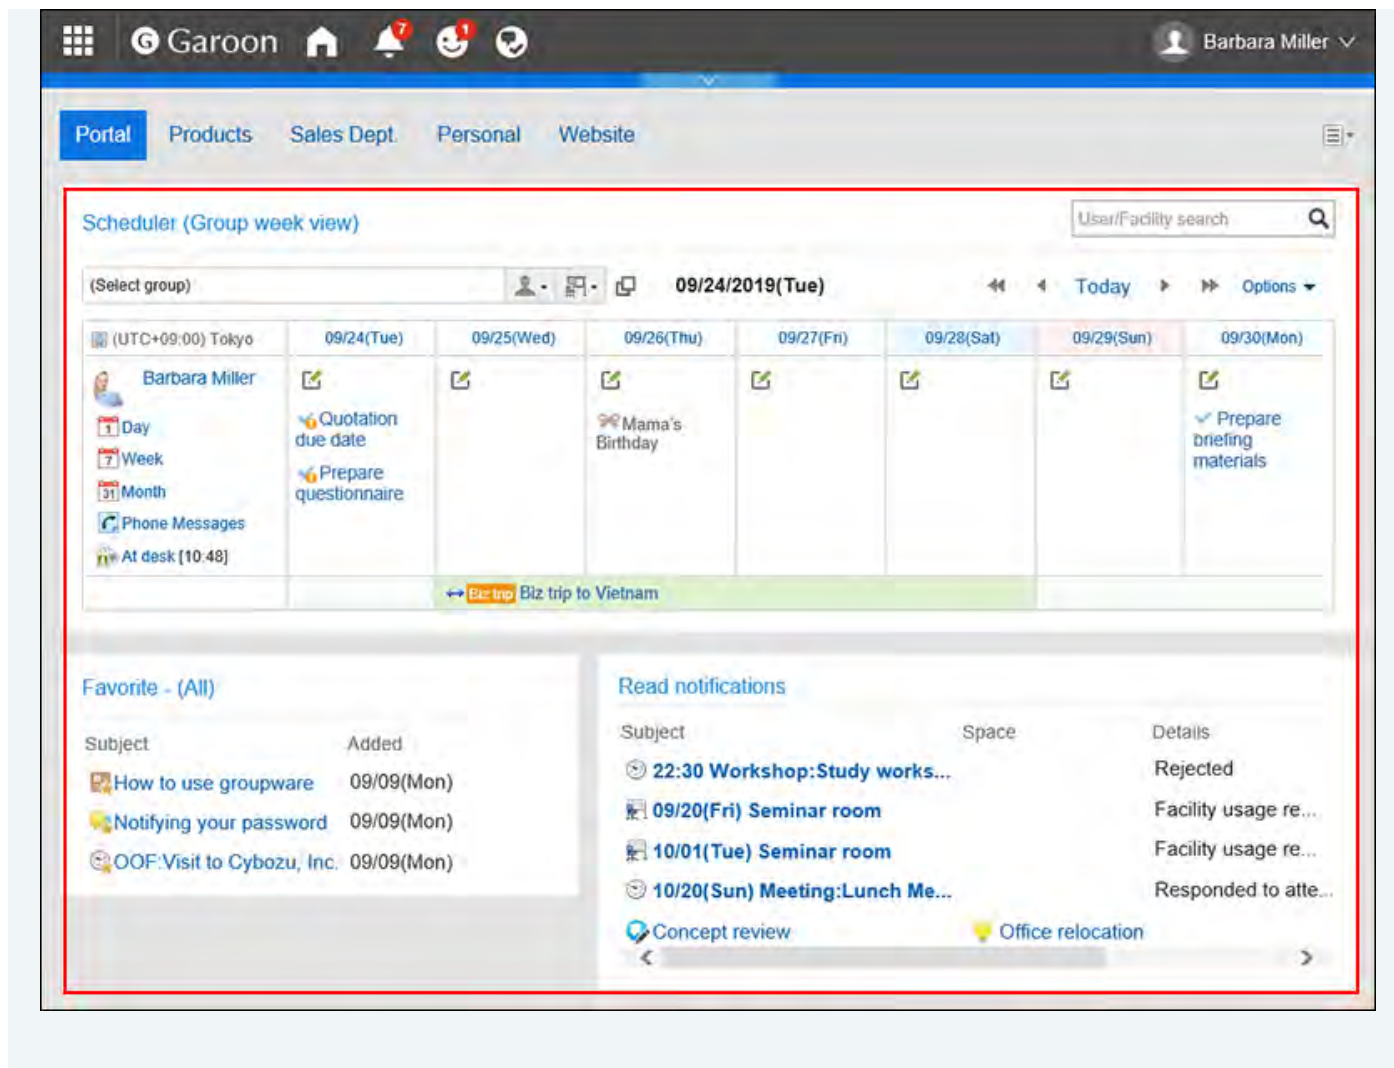 Garoon 7 1 Barbara Miller
Portal Products Sales Dept. Personal Website
Scheduler (Group week view) User/Facility search
(Select group) 09/24/2019(Tue) Today Options
(UTC+09:00) Tokyo 09/24(Tue) 09/25(Wed) 09/26(Thu) 09/27(Fri) 09/28(Sat) 09/29(Sun) 09/30(Mon)
Barbara Miller
Day
Week
Month
Phone Messages
At desk [10:48]
Quotation
due date
Prepare
questionnaire
Mama's
Birthday
Prepare
briefing
materials
Biz trip Biz trip to Vietnam
Favorite - (All)
Subject Added
How to use groupware 09/09(Mon)
Notifying your password 09/09(Mon)
OOF:Visit to Cybozu, Inc. 09/09(Mon)
Read notifications
Subject Space Details
22:30 Workshop:Study works... Rejected
09/20(Fri) Seminar room Facility usage re...
10/01(Tue) Seminar room Facility usage re...
10/20(Sun) Meeting:Lunch Me... Responded to atte...
Concept review Office relocation